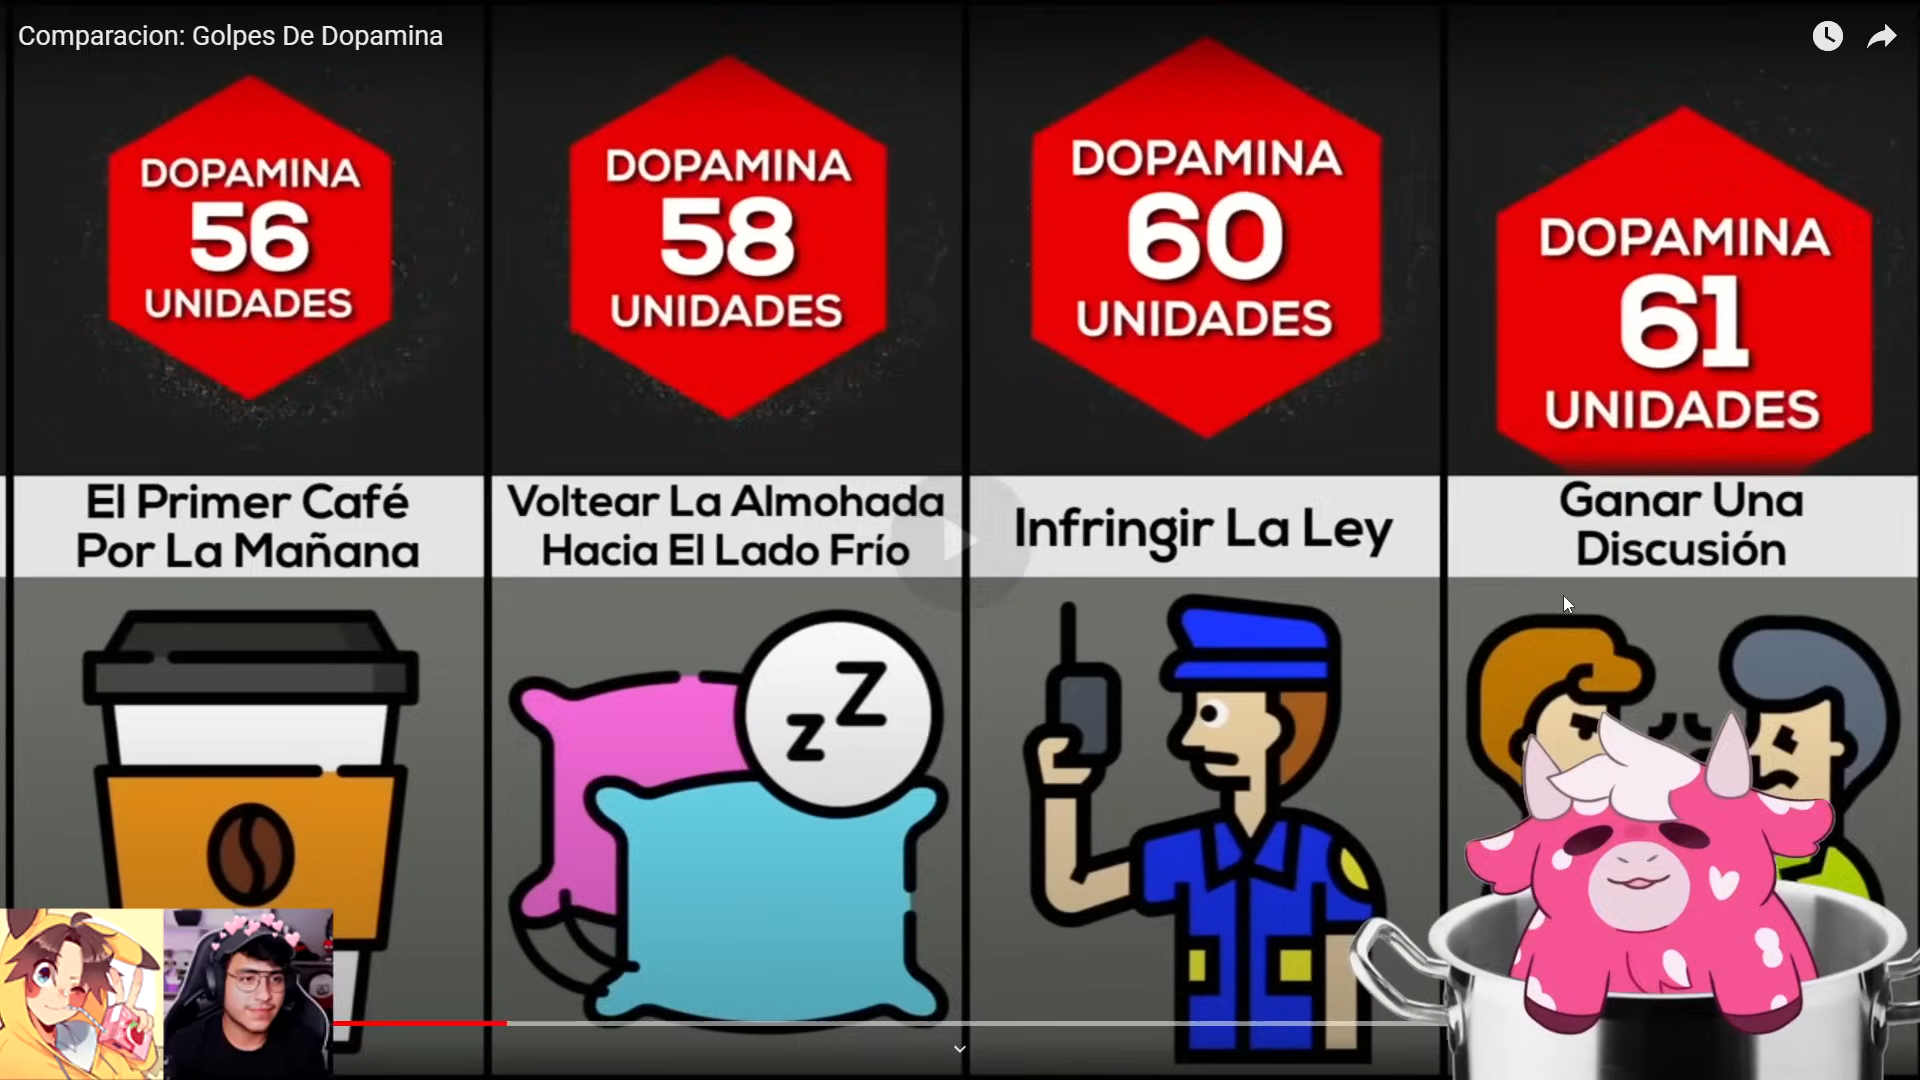 Comparacion: Golpes De Dopamina
DOPAMINA
56
UNIDADES
DOPAMINA
58
UNIDADES
DOPAMINA
60
UNIDADES
DOPAMINA
61
UNIDADES
El Primer Café
Por La Mañana
Voltear La Almohada
Hacia El Lado Frío
Infringir La Ley
Ganar Una
Discusión
z Z